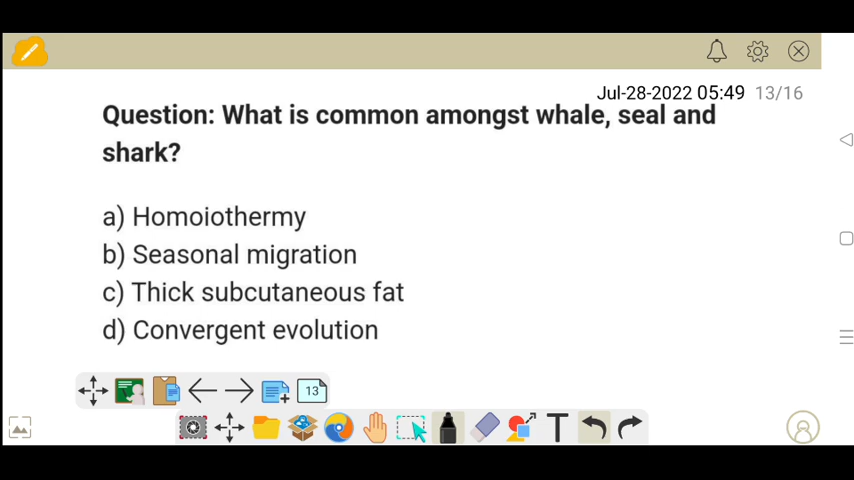 Jul-28-2022 05:49 13/16
Question: What is common amongst whale, seal and
shark?
a) Homoiothermy
b) Seasonal migration
c) Thick subcutaneous fat
d) Convergent evolution
13
T